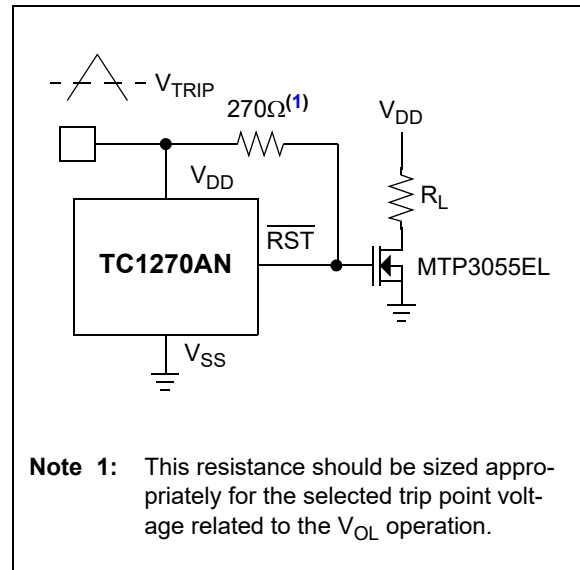 V_TRIP
270Ω(1)
V_DD
V_DD
R_L
RST
TC1270AN
MTP3055EL
V_SS
Note 1: This resistance should be sized appro-
priately for the selected trip point volt-
age related to the V_OL operation.